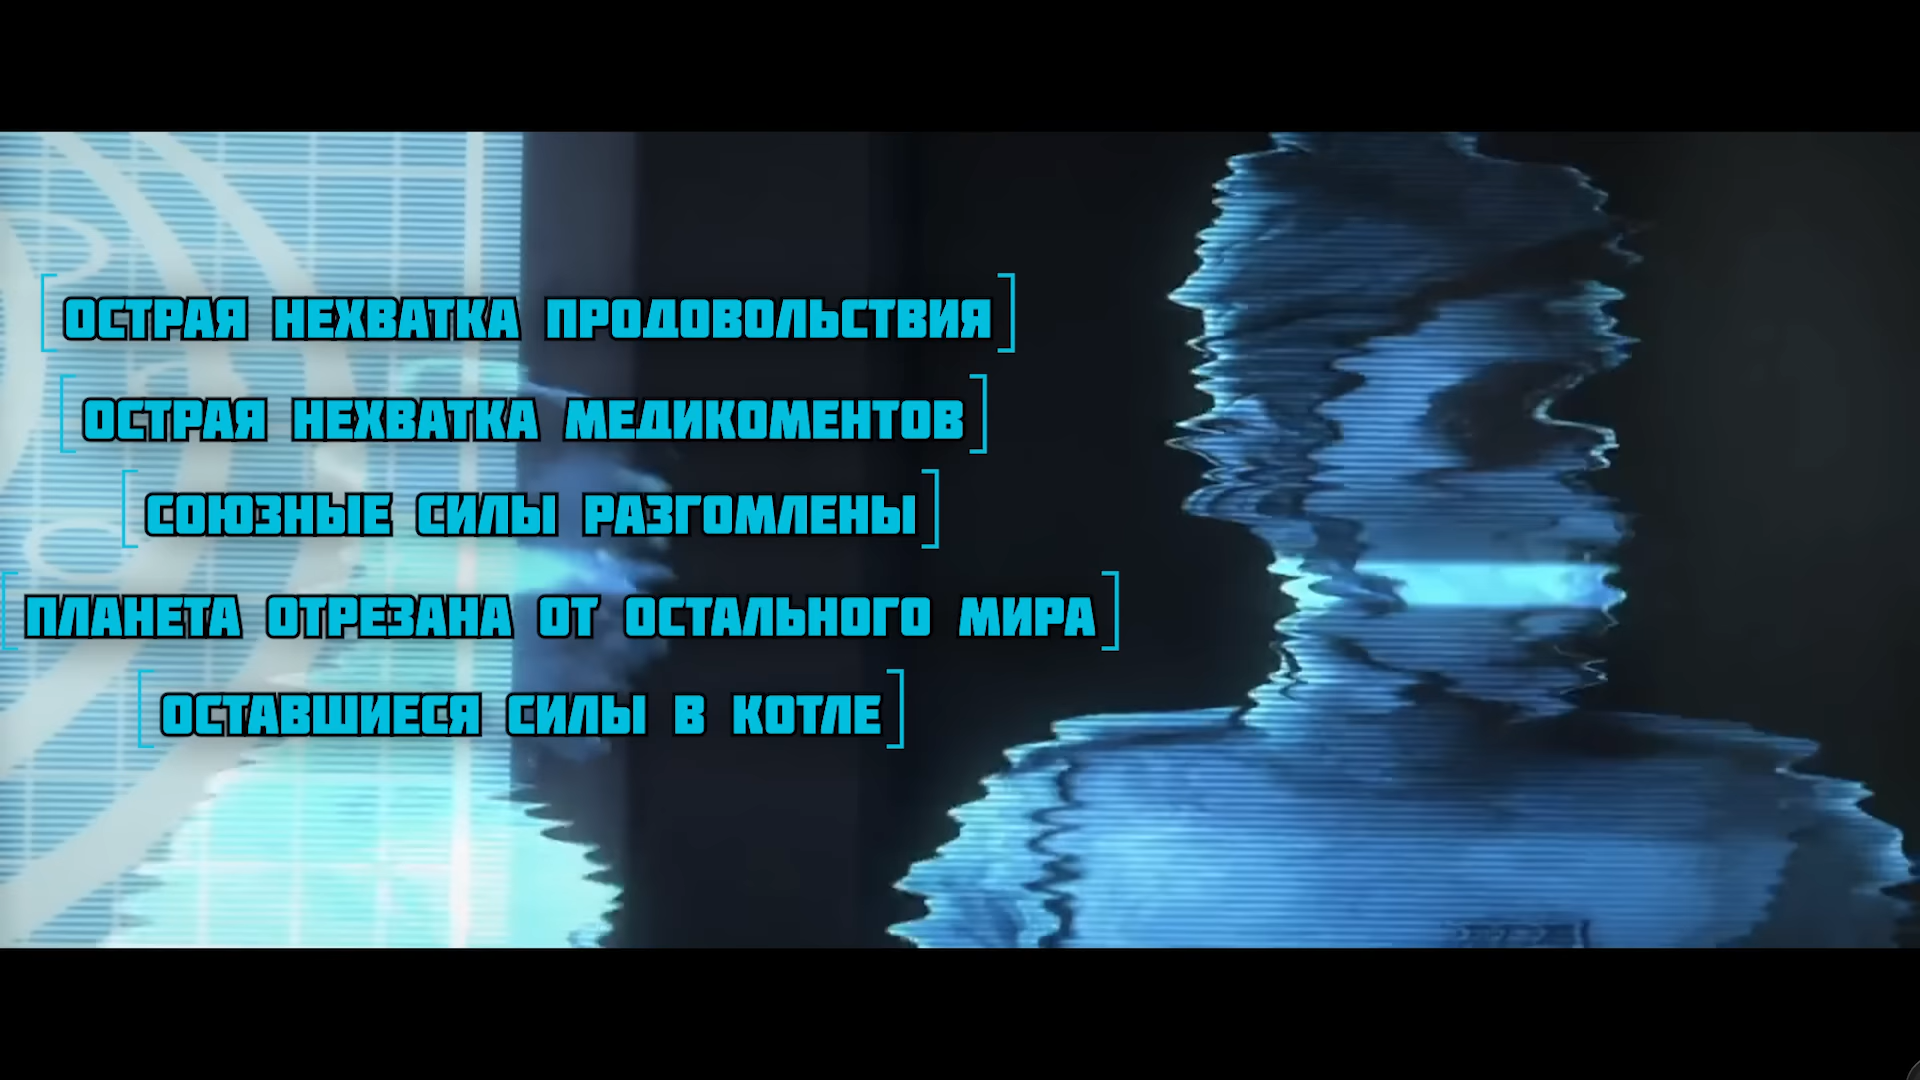 ОСТРАЯ НЕХВАТКА ПРОДОВОЛЬСТВИЯ
ОСТРАЯ НЕХВАТКА МЕДИКОМЕНТОВ
СОЮЗНЫЕ СИЛЫ РАЗГОМЛЕНЫ
ПЛАНЕТА ОТРЕЗАНА ОТ ОСТАЛЬНОГО МИРА
ОСТАВШИЕСЯ СИЛЫ В КОТЛЕ